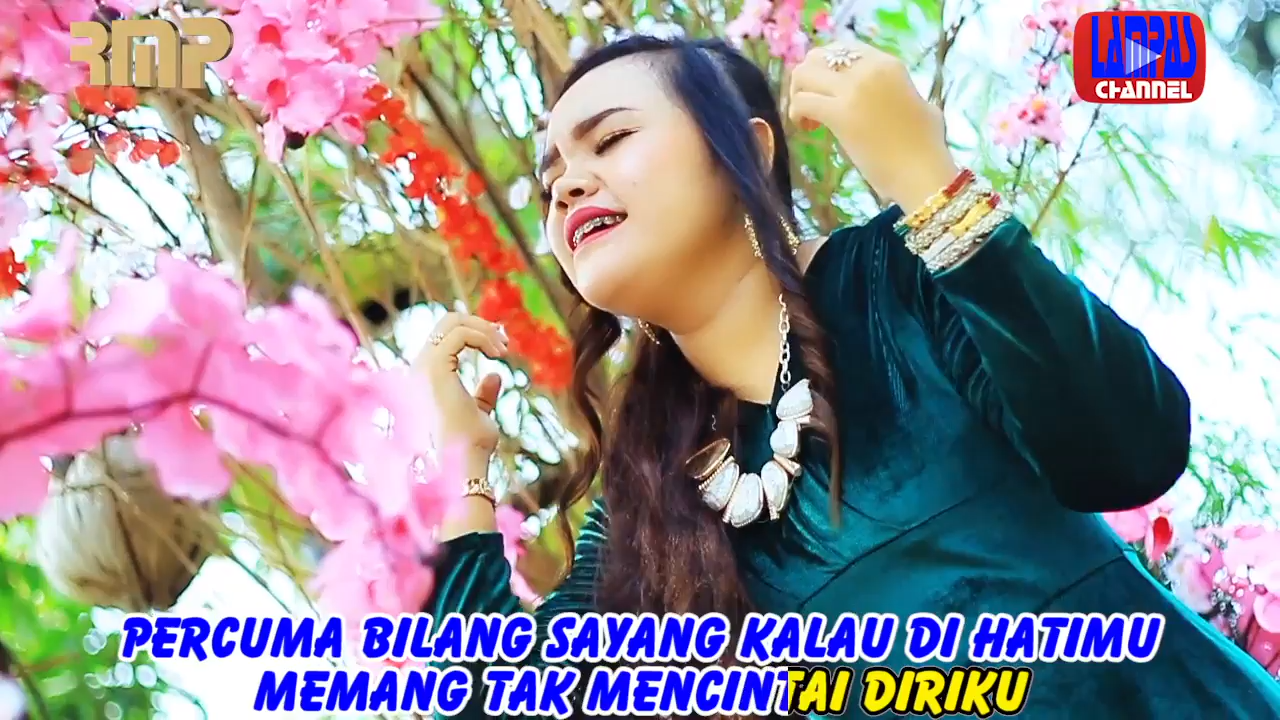 RMP
LAMPAS
CHANNEL
PERCUMA BILANG SAYANG KALAU DI HATIMU
MEMANG TAK MENCINTAI DIRIKU